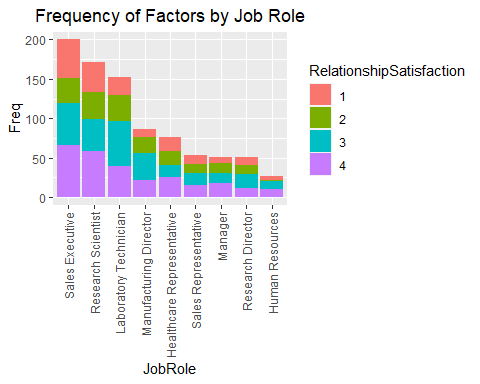 Frequency of Factors by Job Role
Freq
200
150
100
50
0
Sales Executive
Research Scientist
Laboratory Technician
Manufacturing Director
Healthcare Representative
Sales Representative
Manager
Research Director
Human Resources
JobRole
RelationshipSatisfaction
1
2
3
4